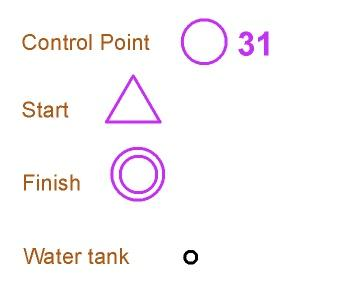 Control Point 31
Start
Finish
Water tank